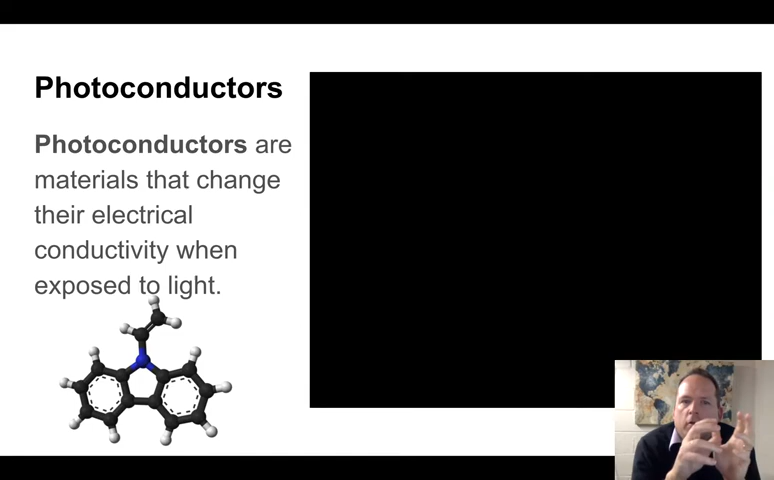 Photoconductors
Photoconductors are
materials that change
their electrical
conductivity when
exposed to light.